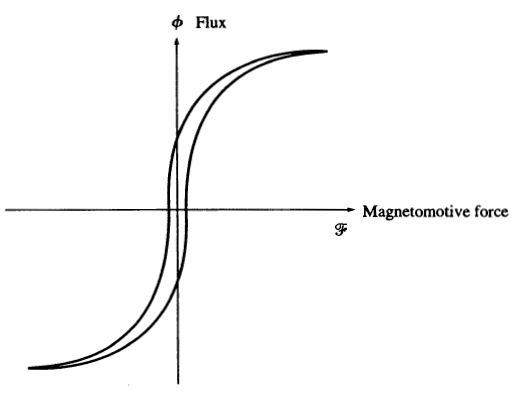 ϕ Flux
Magnetomotive force
ℱ